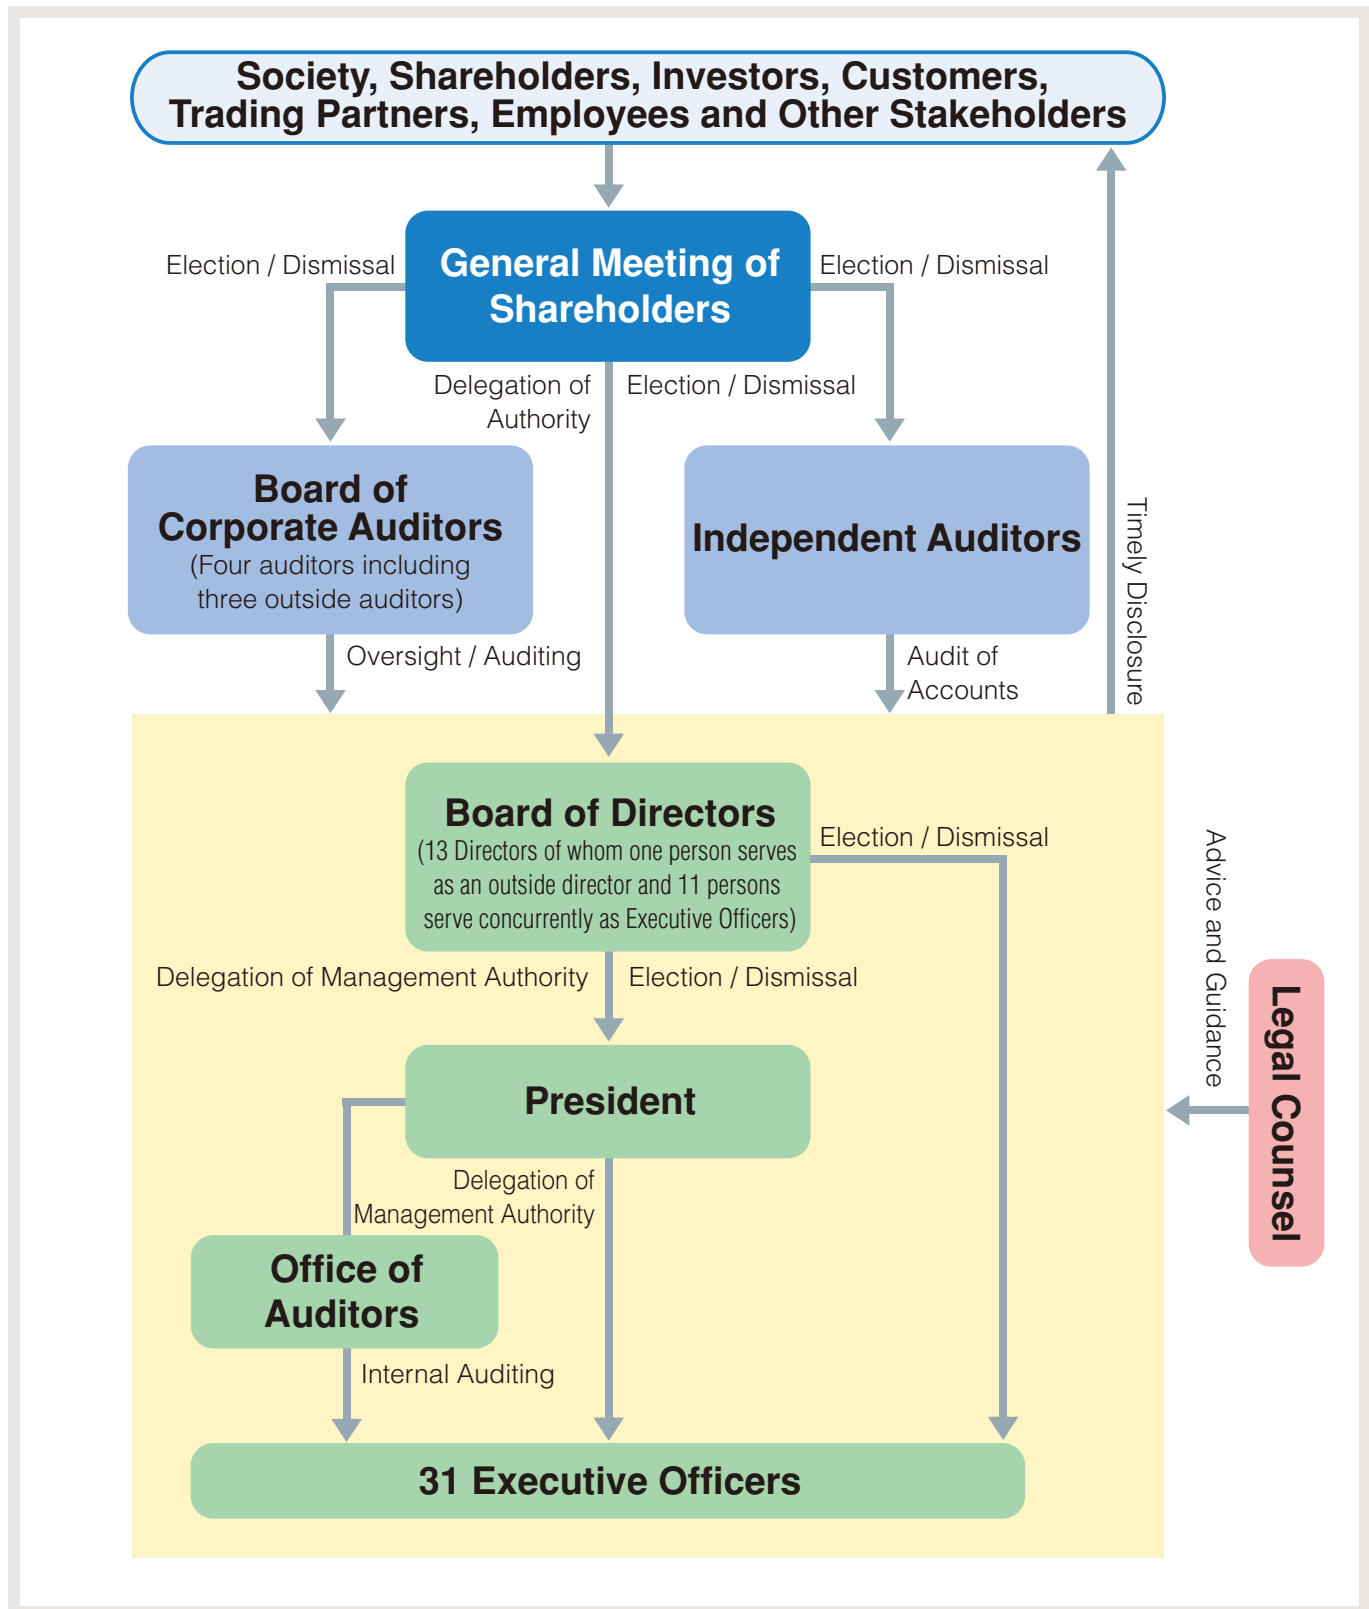 Society, Shareholders, Investors, Customers,
Trading Partners, Employees and Other Stakeholders
Election / Dismissal
General Meeting of
Shareholders
Election / Dismissal
Delegation of
Authority
Election / Dismissal
Board of
Corporate Auditors
(Four auditors including
three outside auditors)
Independent Auditors
Timely Disclosure
Oversight / Auditing
Audit of
Accounts
Board of Directors
(13 Directors of whom one person serves
as an outside director and 11 persons
serve concurrently as Executive Officers)
Election / Dismissal
Advice and Guidance
Legal Counsel
Delegation of Management Authority
Election / Dismissal
President
Delegation of
Management Authority
Office of
Auditors
Internal Auditing
31 Executive Officers